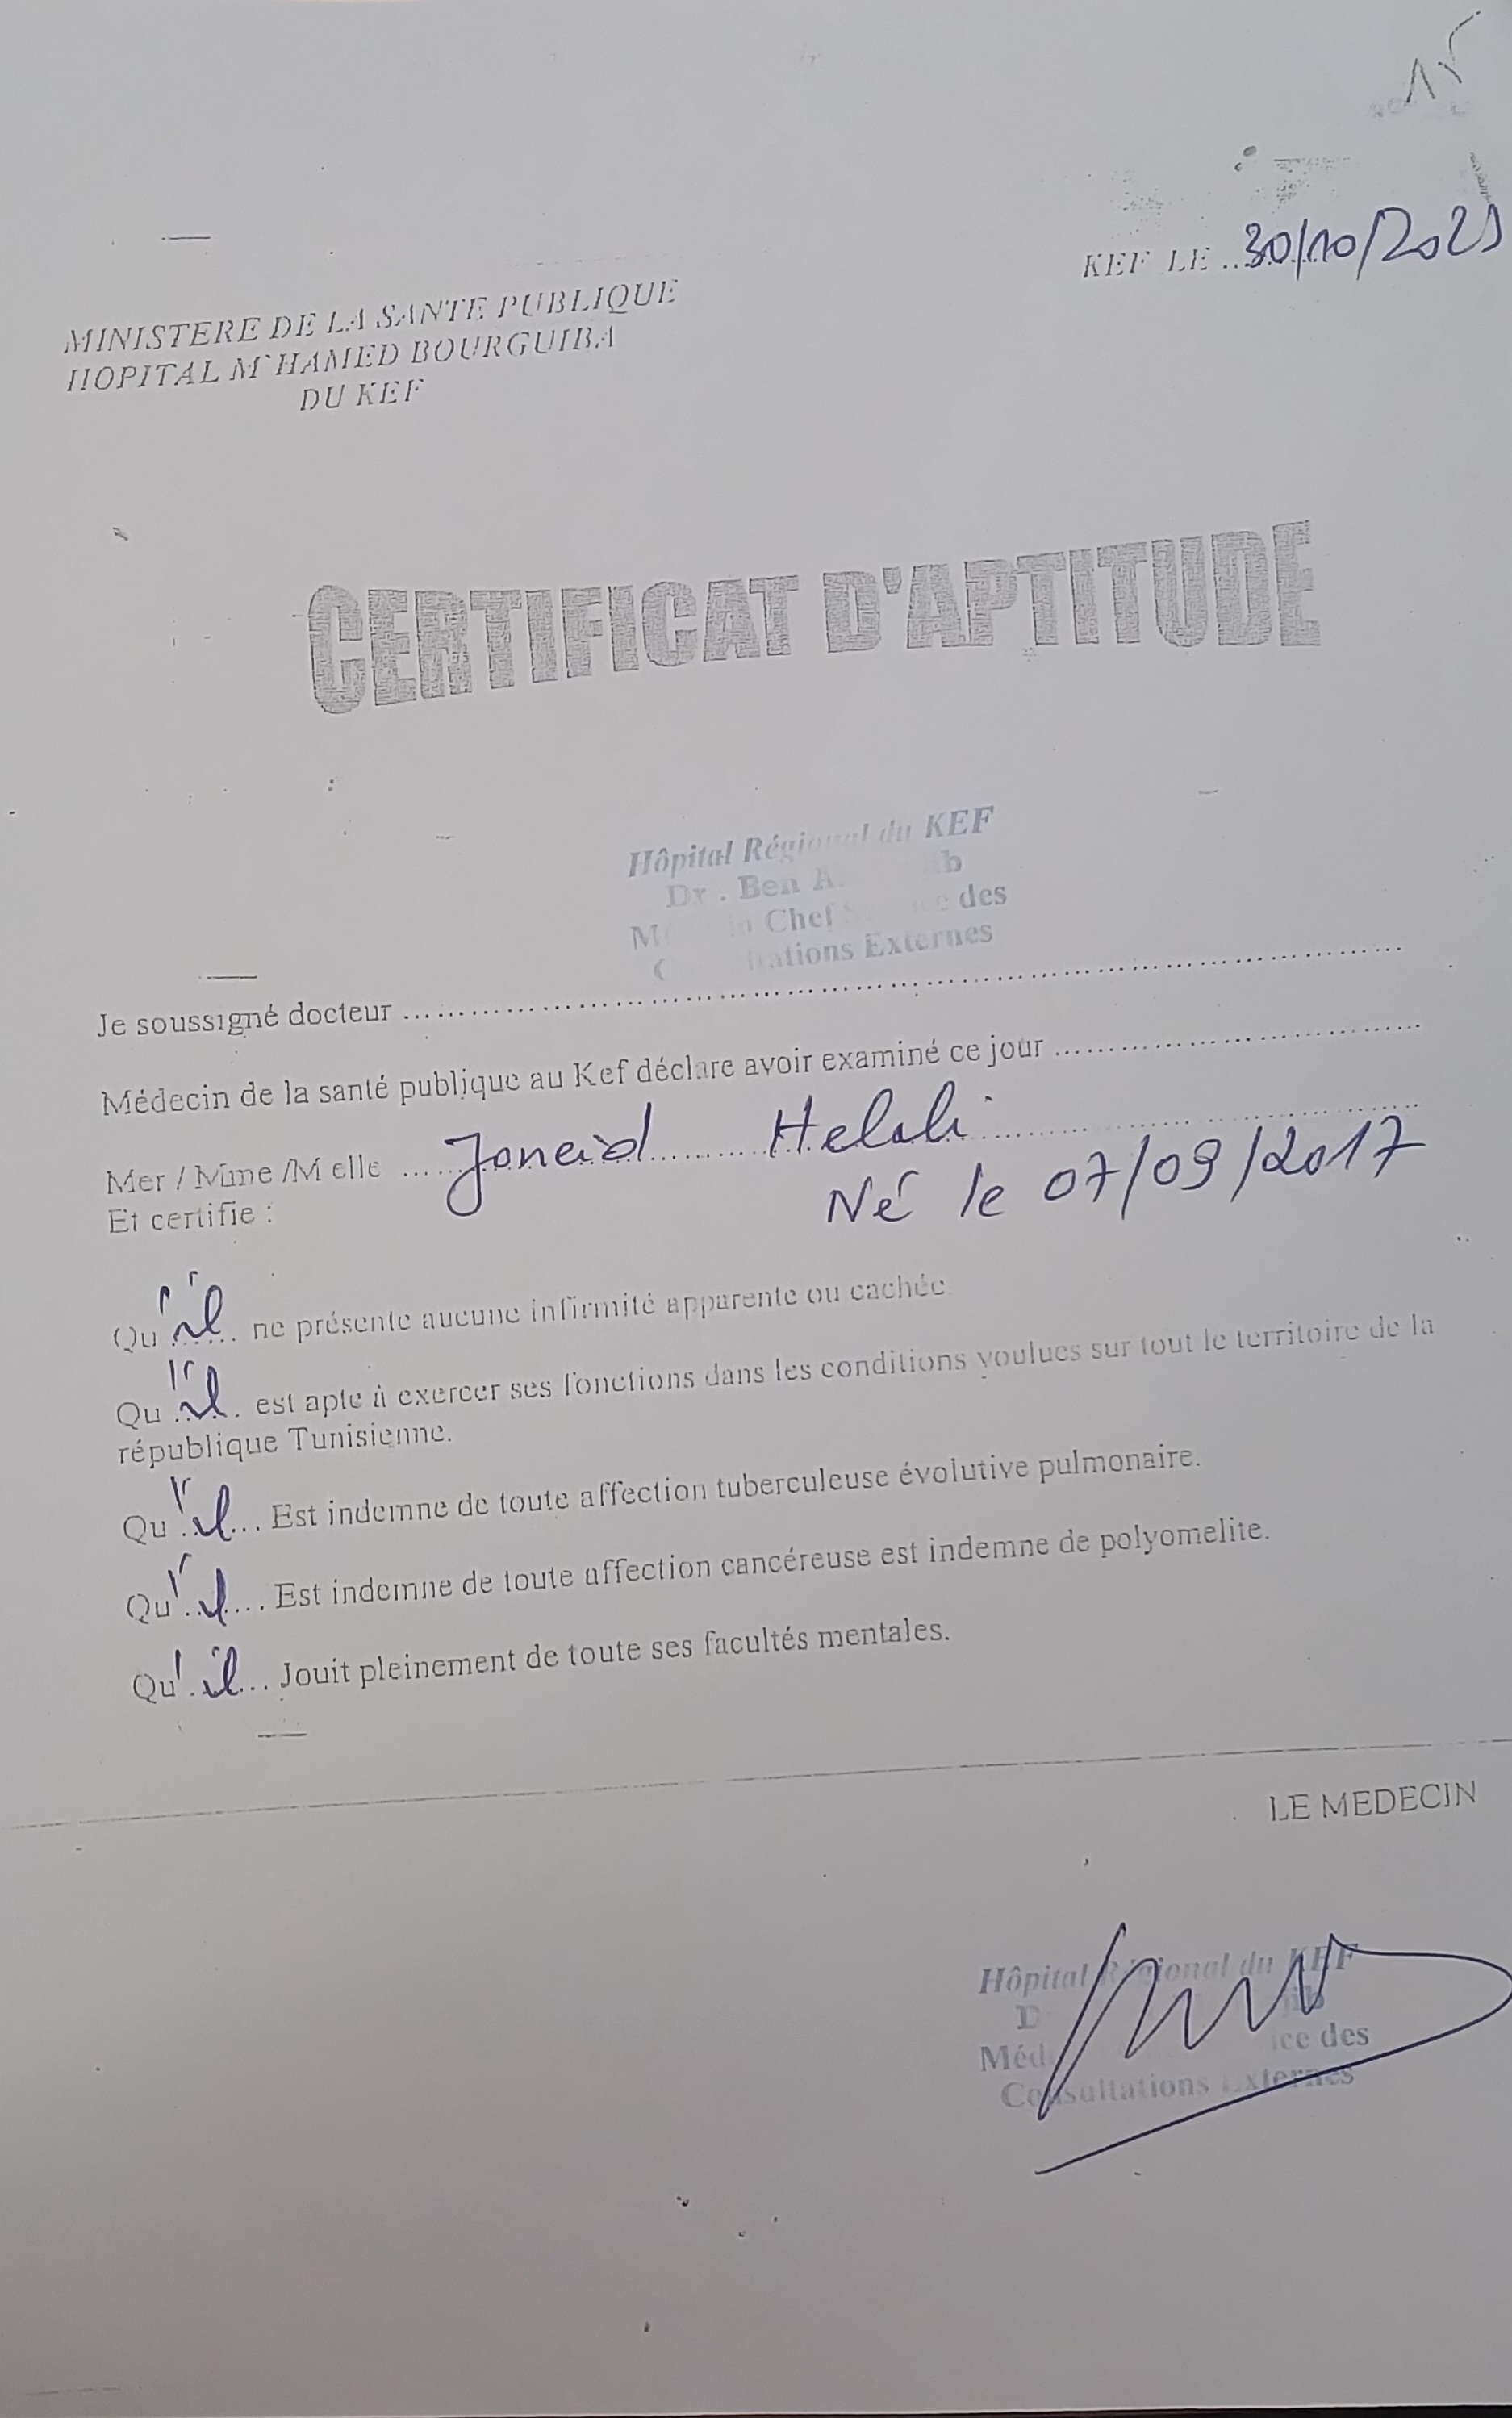 15
KEF LE ..30/10/2021
MINISTERE DE LA SANTE PUBLIQUE
HOPITAL M'HAMED BOURGUIBA
DU KEF
CERTIFICAT D'APTITUDE
Hôpital Régional du KEF
Dr . Ben
Chef des
Externes
Je soussigné docteur ................................................................
Médecin de la santé publique au Kef déclare avoir examiné ce jour ................................
Mer / Mme /M elle .... Joneid ........ Helali ................
Né le 07/09/2017
Et certifie :
Qu'il.. ne présente aucune infirmité apparente ou cachée.
Qu'il.. est apte à exercer ses fonctions dans les conditions voulues sur tout le territoire de la
république Tunisienne.
Qu'il... Est indemne de toute affection tuberculeuse évolutive pulmonaire.
Qu'il.... Est indemne de toute affection cancéreuse est indemne de polyomelite.
Qu'il... Jouit pleinement de toute ses facultés mentales.
LE MEDECIN
Hôpital Régional du KEF
des
Consultations Externes